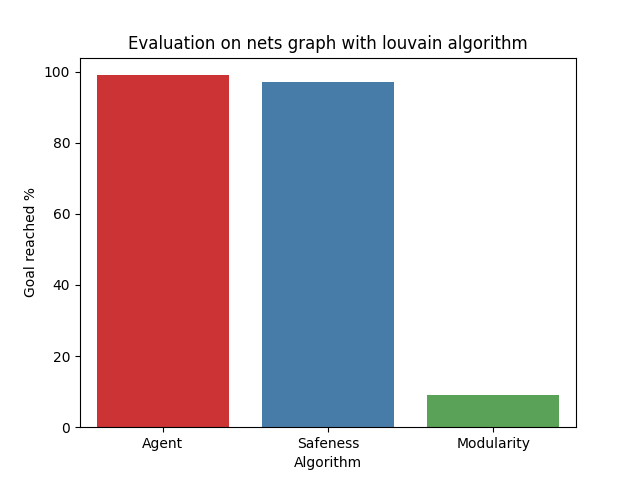 Evaluation on nets graph with louvain algorithm
Goal reached %
100
80
60
40
20
0
Agent
Safeness
Modularity
Algorithm